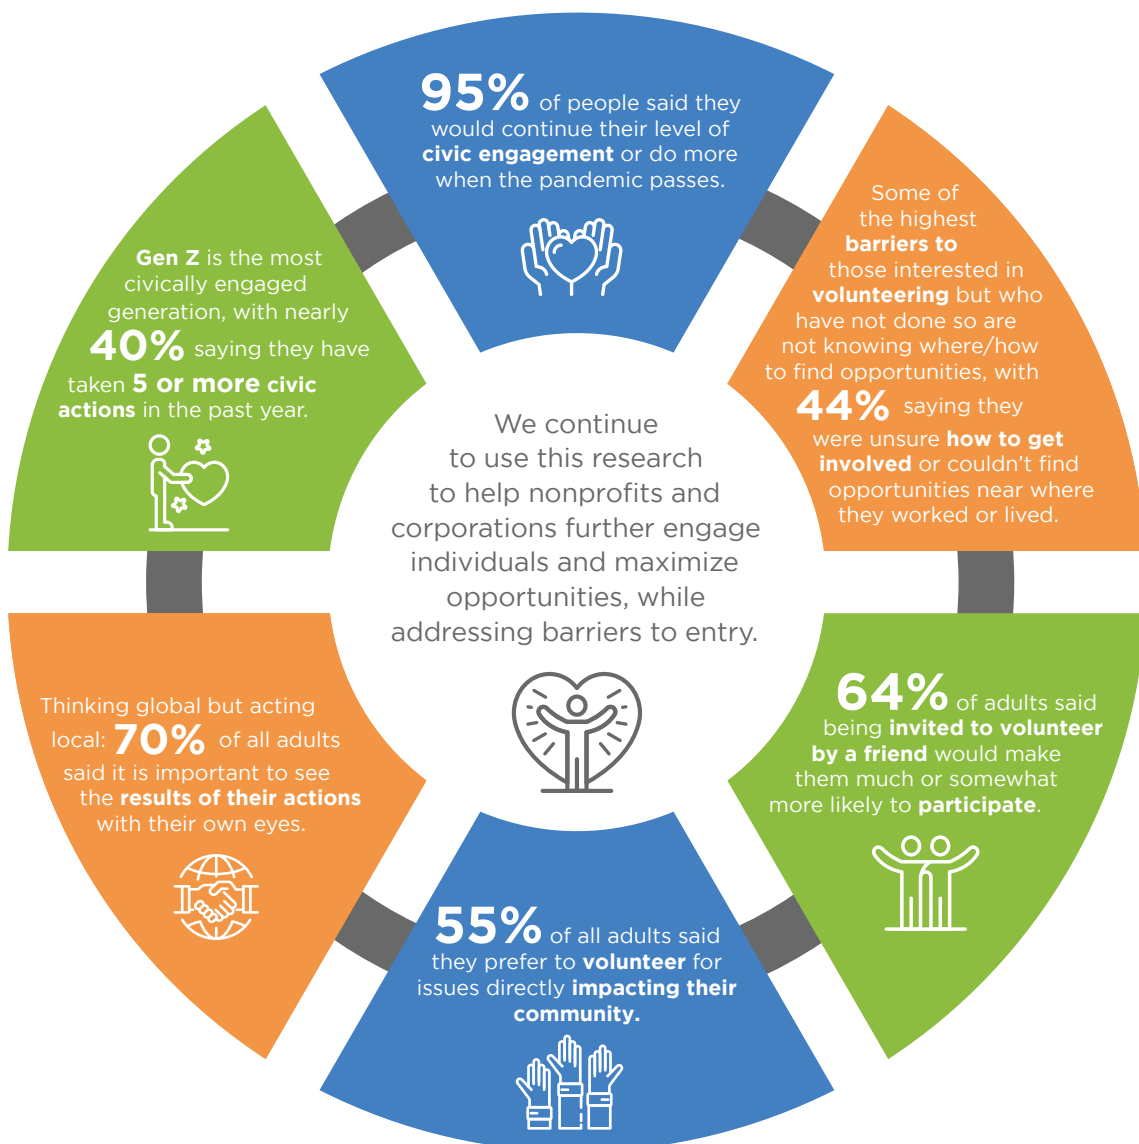 95% of people said they
would continue their level of
civic engagement or do more
when the pandemic passes.
Some of
the highest
barriers to
those interested in
volunteering but who
have not done so are
not knowing where/how
to find opportunities, with
44% saying they
were unsure how to get
involved or couldn’t find
opportunities near where
they worked or lived.
64% of adults said
being invited to volunteer
by a friend would make
them much or somewhat
more likely to participate.
55% of all adults said
they prefer to volunteer for
issues directly impacting their
community.
Thinking global but acting
local: 70% of all adults
said it is important to see
the results of their actions
with their own eyes.
Gen Z is the most
civically engaged
generation, with nearly
40% saying they have
taken 5 or more civic
actions in the past year.
We continue
to use this research
to help nonprofits and
corporations further engage
individuals and maximize
opportunities, while
addressing barriers to entry.